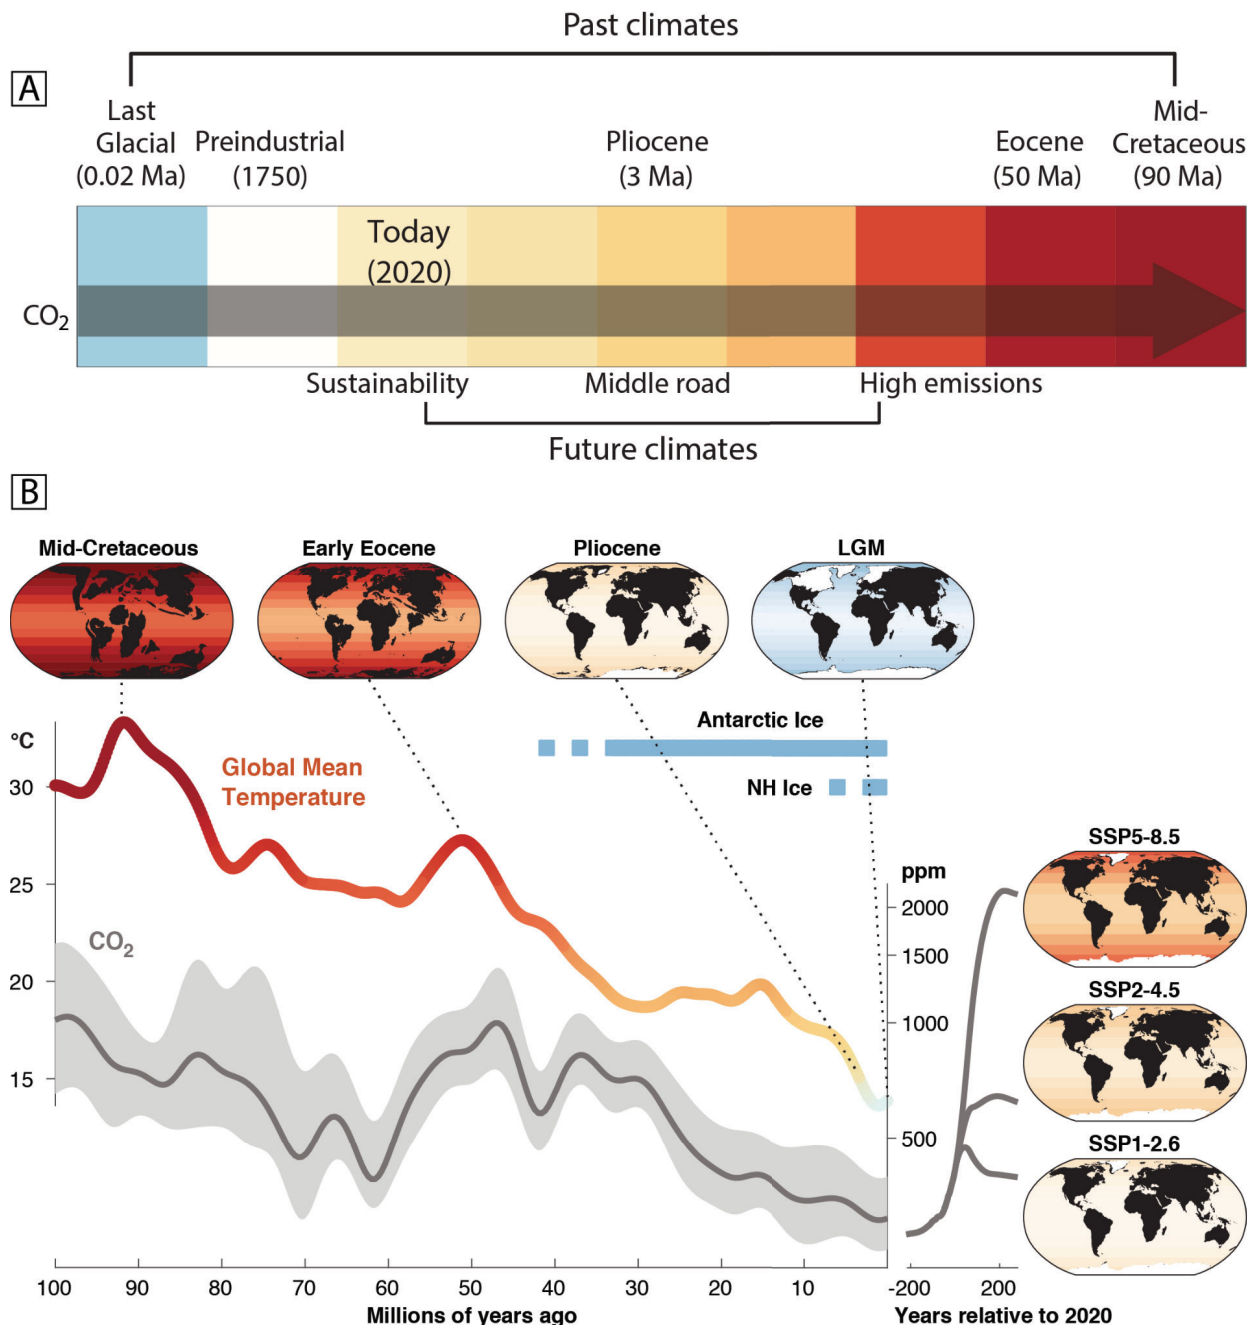 Past climates
A
Last
Glacial
(0.02 Ma)
Preindustrial
(1750)
Pliocene
(3 Ma)
Eocene
(50 Ma)
Mid-
Cretaceous
(90 Ma)
Today
(2020)
CO₂
Sustainability
Middle road
High emissions
Future climates
B
Mid-Cretaceous
Early Eocene
Pliocene
LGM
°C
30
25
20
15
Global Mean
Temperature
CO₂
Antarctic Ice
NH Ice
ppm
2000
1500
1000
500
SSP5-8.5
SSP2-4.5
SSP1-2.6
100 90 80 70 60 50 40 30 20 10
Millions of years ago
-200 200
Years relative to 2020